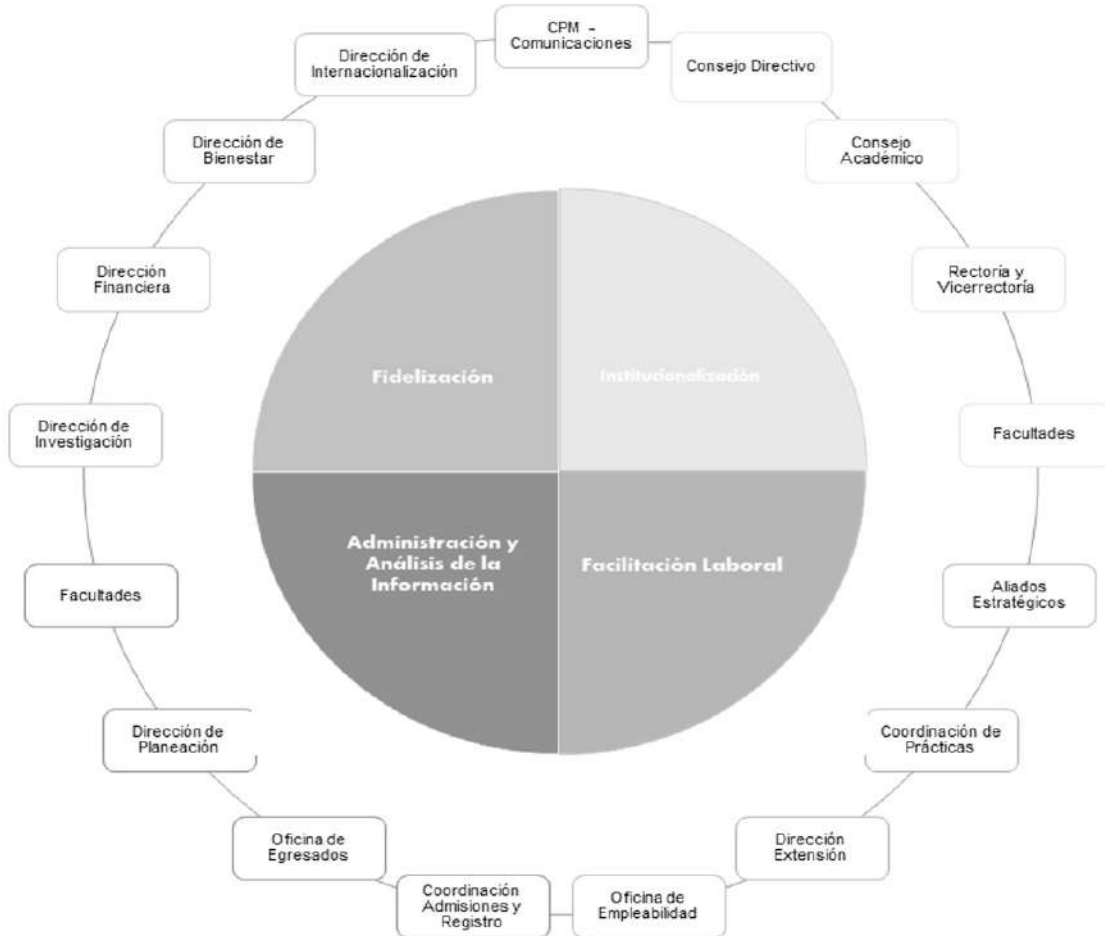 CPM -
Comunicaciones
Consejo Directivo
Consejo
Académico
Rectoría y
Vicerrectoría
Facultades
Aliados
Estratégicos
Coordinación de
Prácticas
Dirección
Extensión
Oficina de
Empleabilidad
Coordinación
Admisiones y
Registro
Oficina de
Egresados
Dirección de
Planeación
Facultades
Dirección de
Investigación
Dirección
Financiera
Dirección de
Bienestar
Dirección de
Internacionalización
Fidelización
Institucionalización
Administración y
Análisis de la
Información
Facilitación Laboral